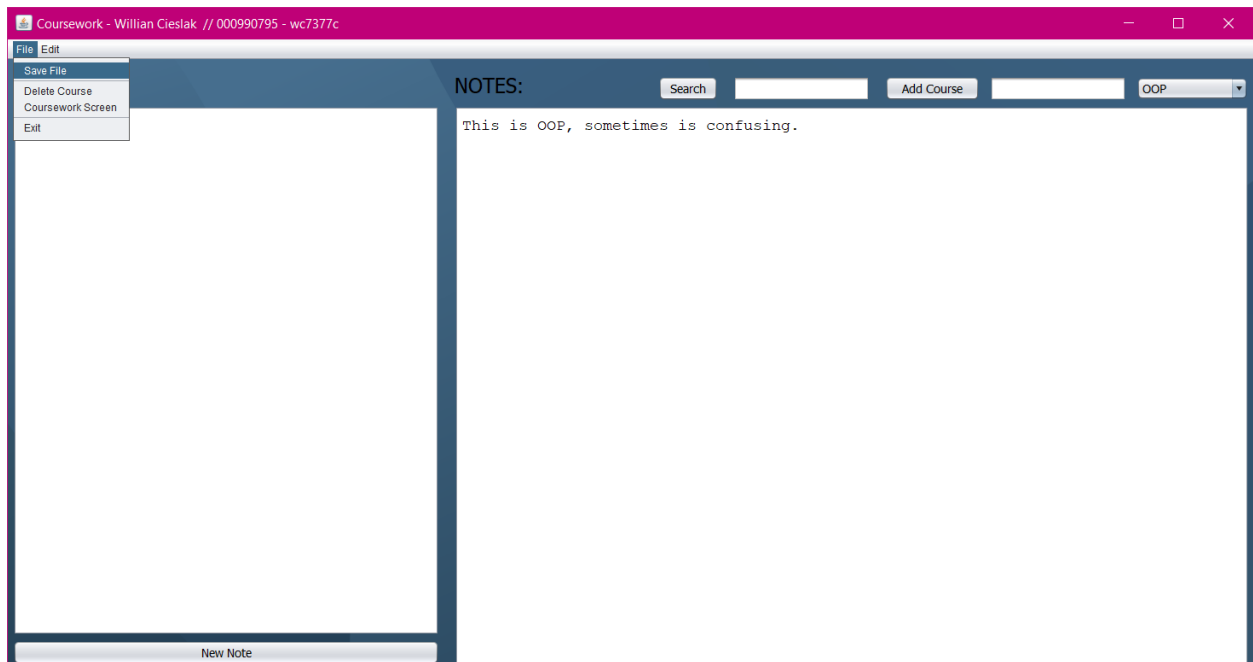 Coursework - Willian Cieslak // 000990795 - wc7377c
File Edit
Save File
Delete Course
Coursework Screen
Exit
NOTES:
Search
Add Course
OOP
This is OOP, sometimes is confusing.
New Note